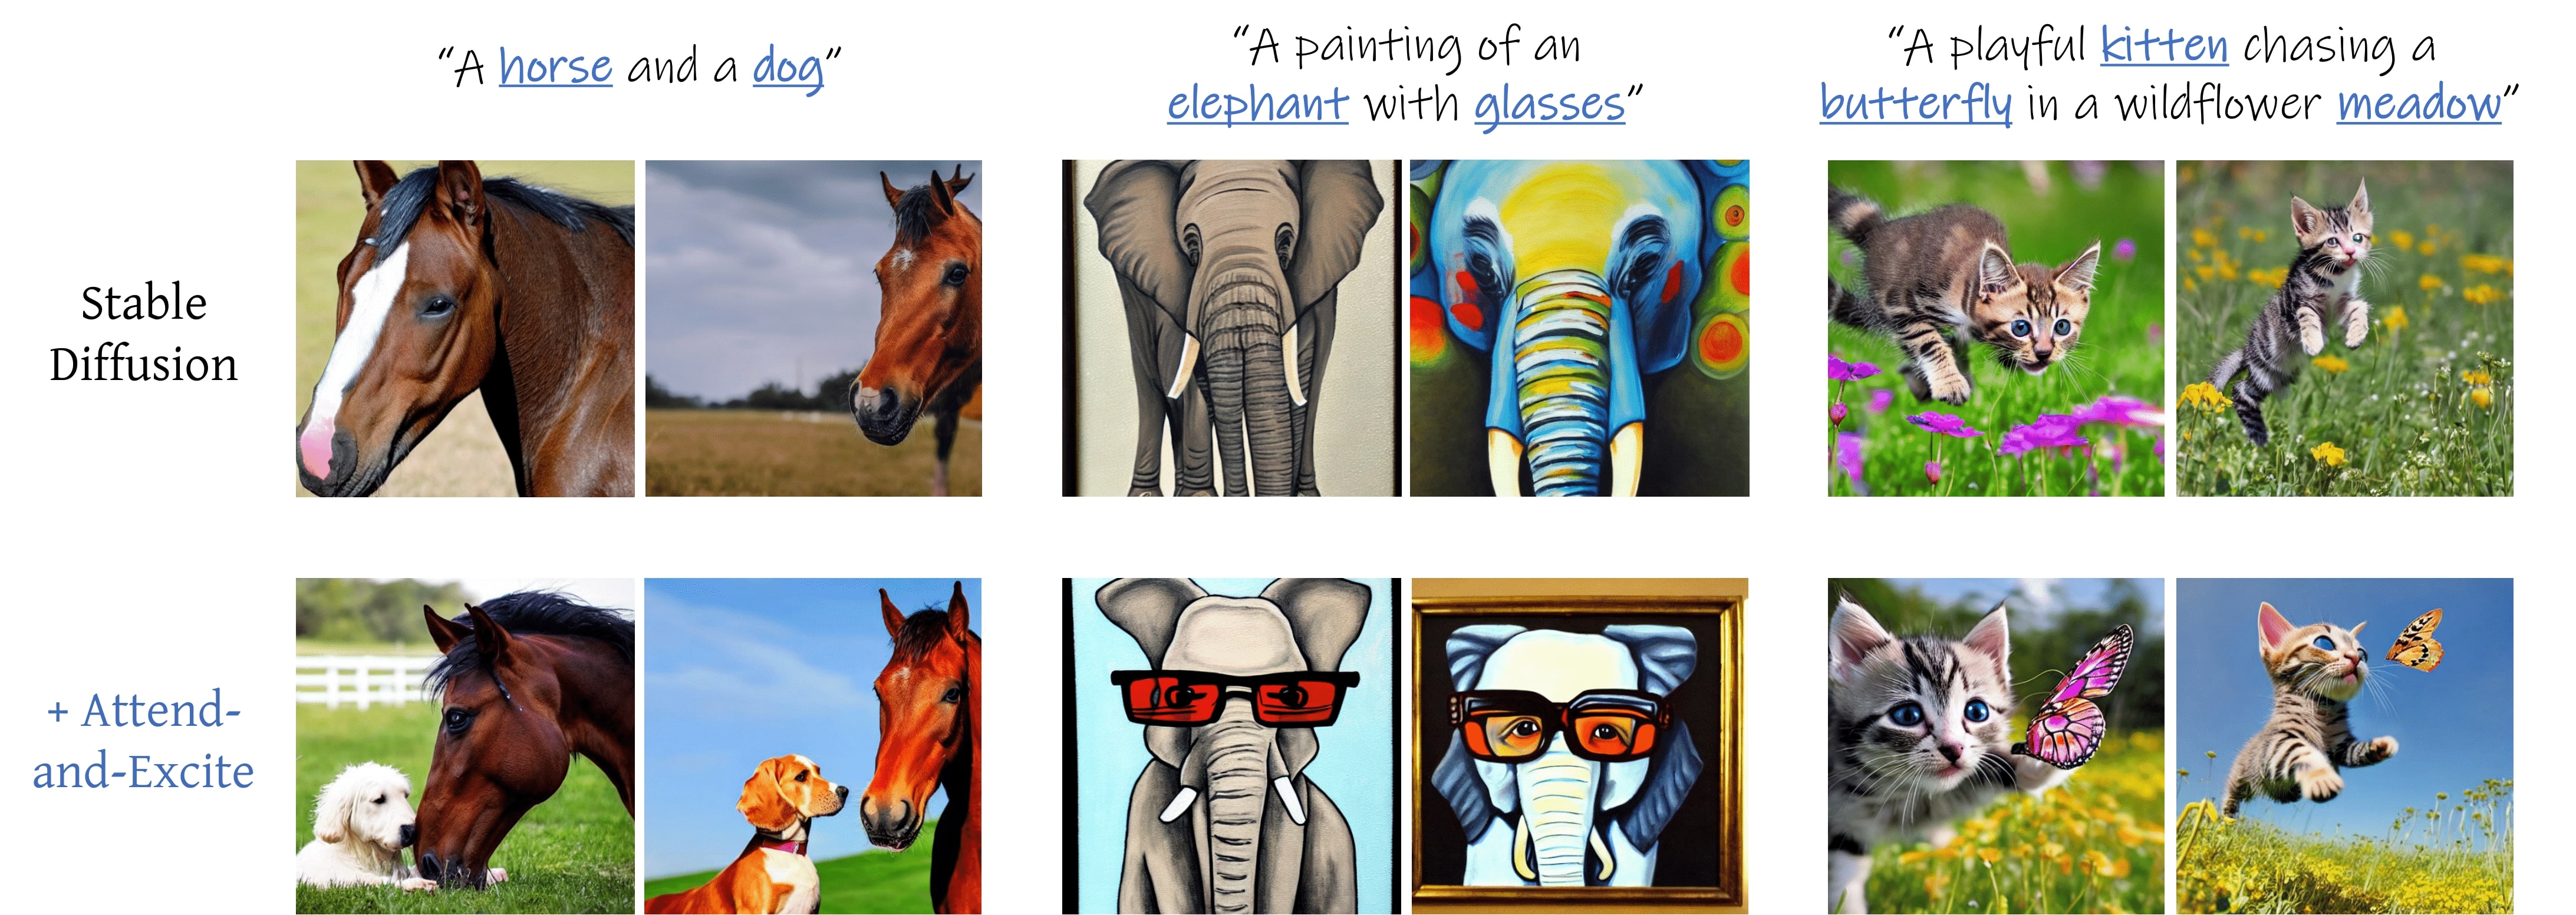 “A horse and a dog”
“A painting of an
elephant with glasses”
“A playful kitten chasing a
butterfly in a wildflower meadow”
Stable
Diffusion
+ Attend-
and-Excite